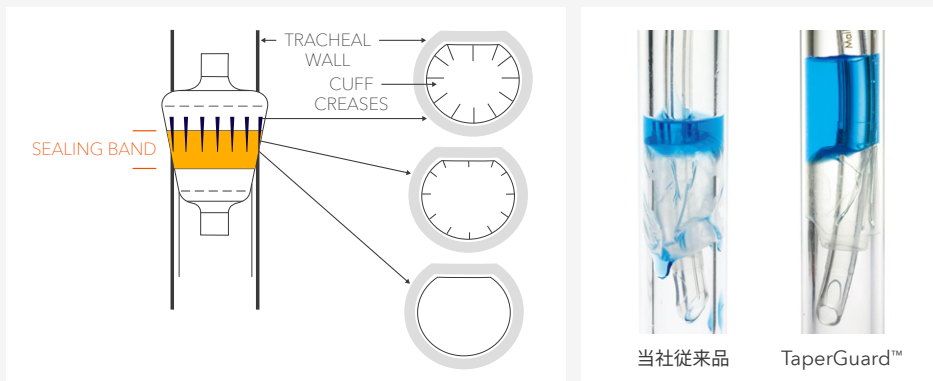 TRACHEAL
WALL
CUFF
CREASES
SEALING BAND
当社従来品
TaperGuard™